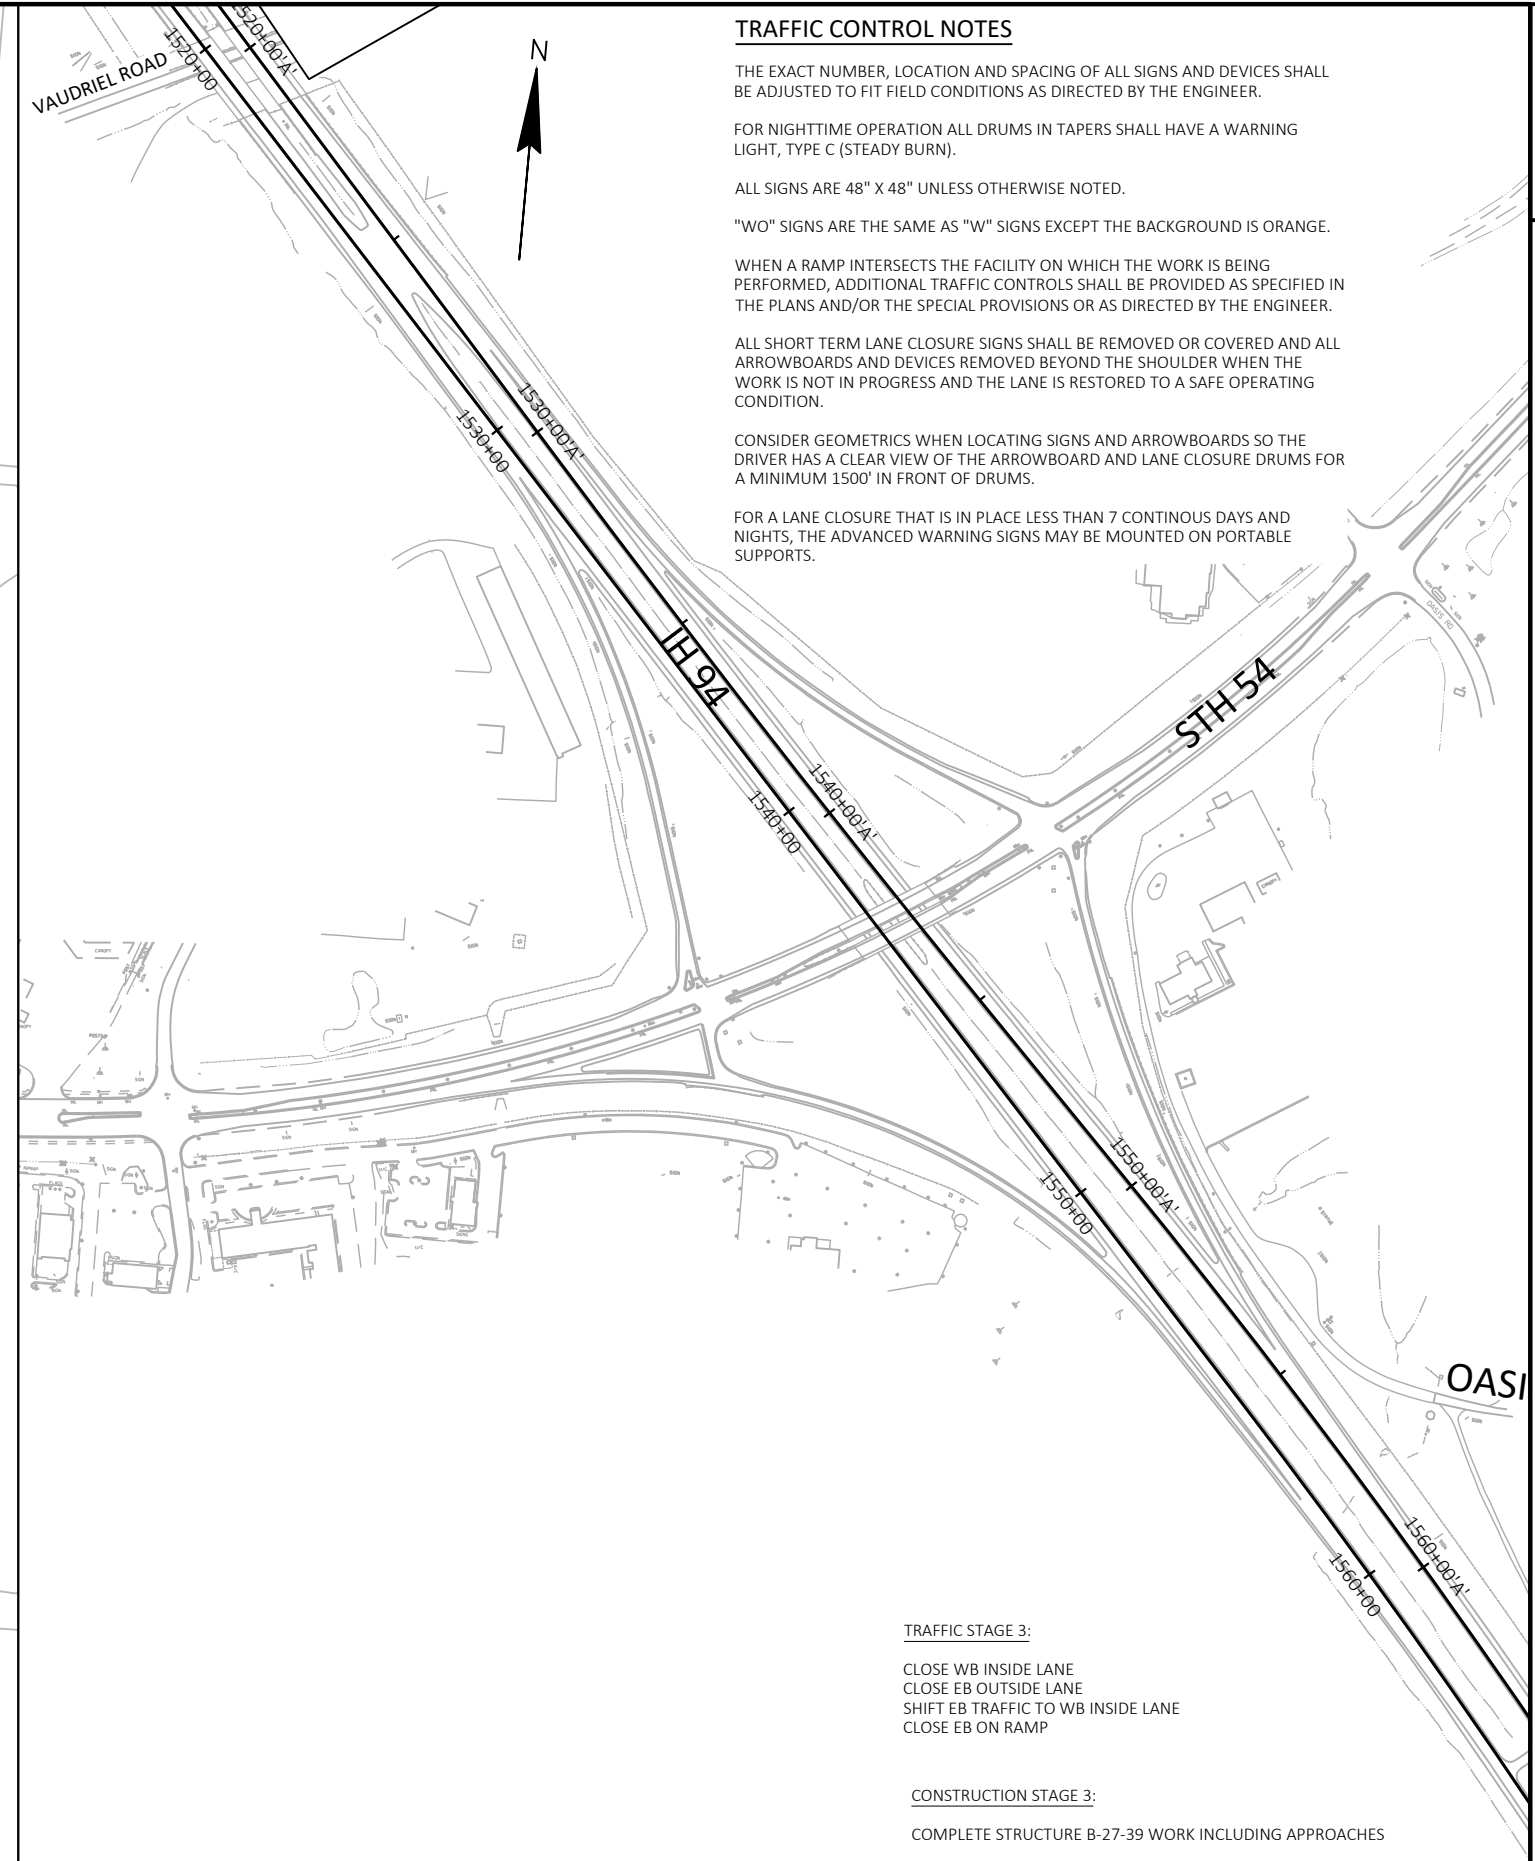 TRAFFIC CONTROL NOTES
THE EXACT NUMBER, LOCATION AND SPACING OF ALL SIGNS AND DEVICES SHALL
BE ADJUSTED TO FIT FIELD CONDITIONS AS DIRECTED BY THE ENGINEER.
FOR NIGHTTIME OPERATION ALL DRUMS IN TAPERS SHALL HAVE A WARNING
LIGHT, TYPE C (STEADY BURN).
ALL SIGNS ARE 48" X 48" UNLESS OTHERWISE NOTED.
"WO" SIGNS ARE THE SAME AS "W" SIGNS EXCEPT THE BACKGROUND IS ORANGE.
WHEN A RAMP INTERSECTS THE FACILITY ON WHICH THE WORK IS BEING
PERFORMED, ADDITIONAL TRAFFIC CONTROLS SHALL BE PROVIDED AS SPECIFIED IN
THE PLANS AND/OR THE SPECIAL PROVISIONS OR AS DIRECTED BY THE ENGINEER.
ALL SHORT TERM LANE CLOSURE SIGNS SHALL BE REMOVED OR COVERED AND ALL
ARROWBOARDS AND DEVICES REMOVED BEYOND THE SHOULDER WHEN THE
WORK IS NOT IN PROGRESS AND THE LANE IS RESTORED TO A SAFE OPERATING
CONDITION.
CONSIDER GEOMETRICS WHEN LOCATING SIGNS AND ARROWBOARDS SO THE
DRIVER HAS A CLEAR VIEW OF THE ARROWBOARD AND LANE CLOSURE DRUMS FOR
A MINIMUM 1500' IN FRONT OF DRUMS.
FOR A LANE CLOSURE THAT IS IN PLACE LESS THAN 7 CONTINOUS DAYS AND
NIGHTS, THE ADVANCED WARNING SIGNS MAY BE MOUNTED ON PORTABLE
SUPPORTS.
N
VAUDRIEL ROAD
1520+00
1520+00'A'
1530+00
1530+00'A'
IH 94
STH 54
OASIS RD
1540+00
1540+00'A'
CANOPY
CANOPY
1550+00
1550+00'A'
OASI
1560+00
1560+00'A'
TRAFFIC STAGE 3:
CLOSE WB INSIDE LANE
CLOSE EB OUTSIDE LANE
SHIFT EB TRAFFIC TO WB INSIDE LANE
CLOSE EB ON RAMP
CONSTRUCTION STAGE 3:
COMPLETE STRUCTURE B-27-39 WORK INCLUDING APPROACHES